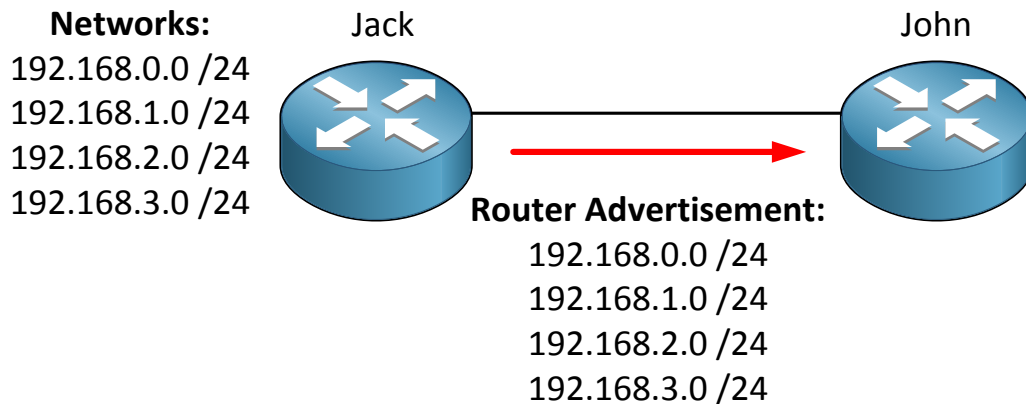 Networks:
192.168.0.0 /24
192.168.1.0 /24
192.168.2.0 /24
192.168.3.0 /24
Jack
John
Router Advertisement:
192.168.0.0 /24
192.168.1.0 /24
192.168.2.0 /24
192.168.3.0 /24